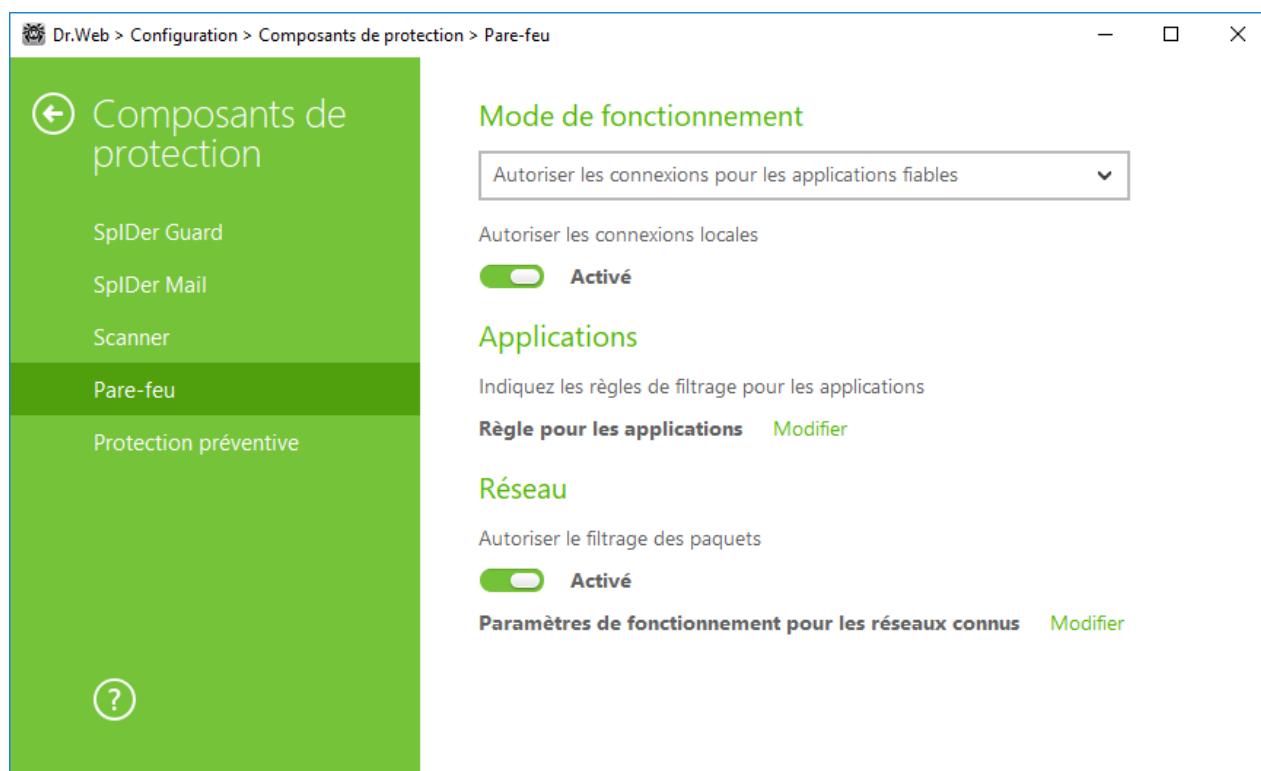 Dr.Web > Configuration > Composants de protection > Pare-feu
Composants de
protection
SpIDer Guard
SpIDer Mail
Scanner
Pare-feu
Protection préventive
?
Mode de fonctionnement
Autoriser les connexions pour les applications fiables
Autoriser les connexions locales
Activé
Applications
Indiquez les règles de filtrage pour les applications
Règle pour les applications Modifier
Réseau
Autoriser le filtrage des paquets
Activé
Paramètres de fonctionnement pour les réseaux connus Modifier